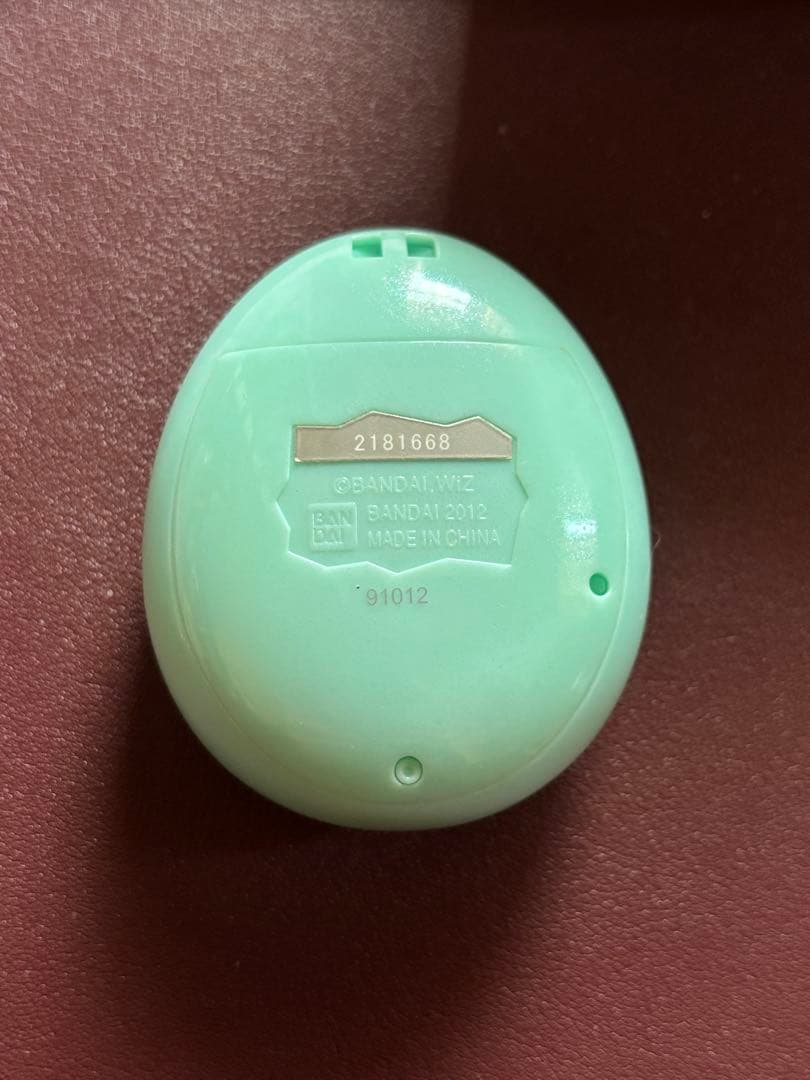 2181668
©BANDAI, WiZ
BAN
DAI
BANDAI 2012
MADE IN CHINA
91012